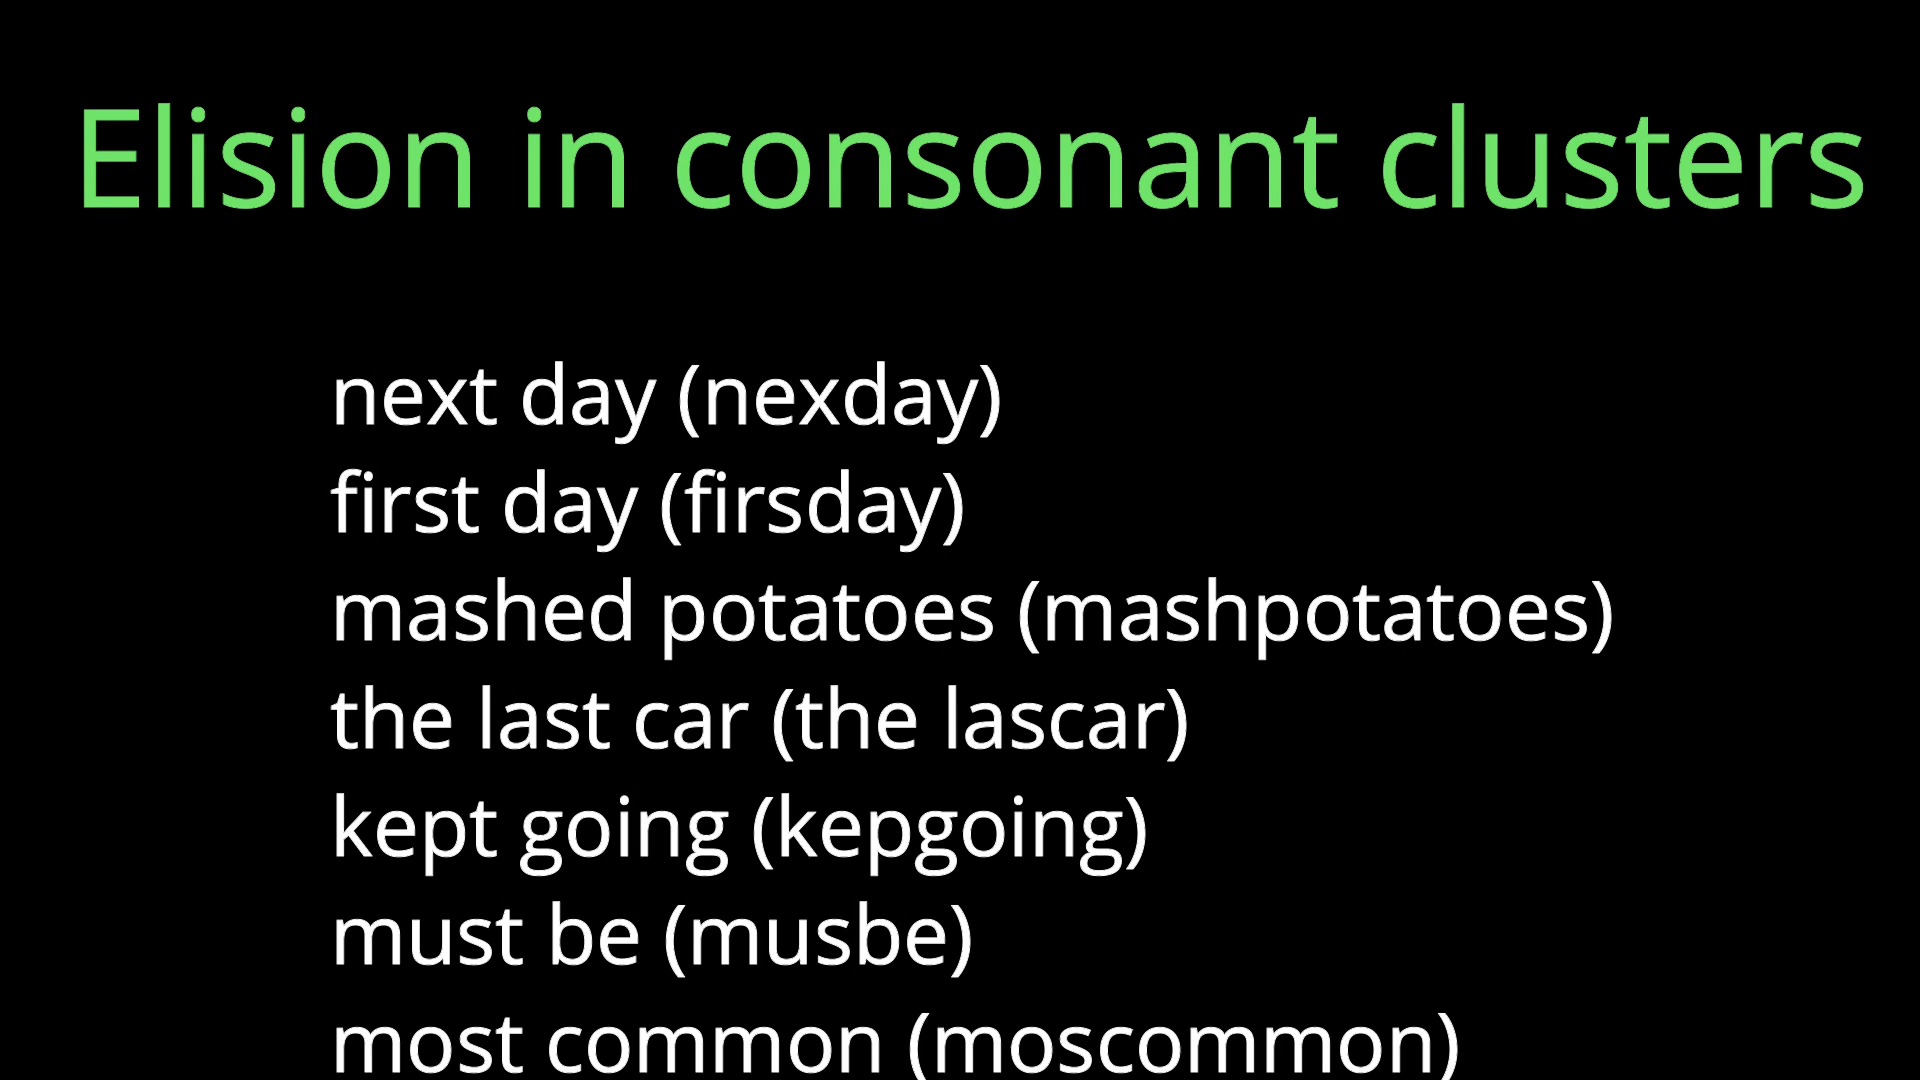 Elision in consonant clusters
next day (nexday)
first day (firsday)
mashed potatoes (mashpotatoes)
the last car (the lascar)
kept going (kepgoing)
must be (musbe)
most common (moscommon)